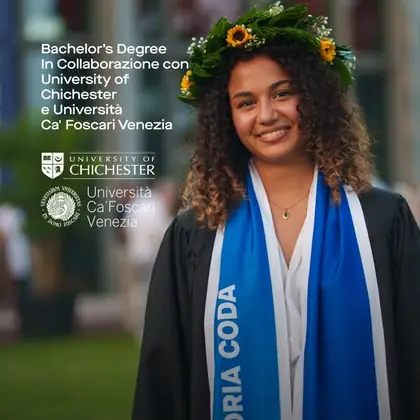 Bachelor's Degree
In Collaborazione con
University of
Chichester
e Università
Ca' Foscari Venezia
UNIVERSITY OF
CHICHESTER
Università
Ca'Foscari
Venezia
ORIA CODA